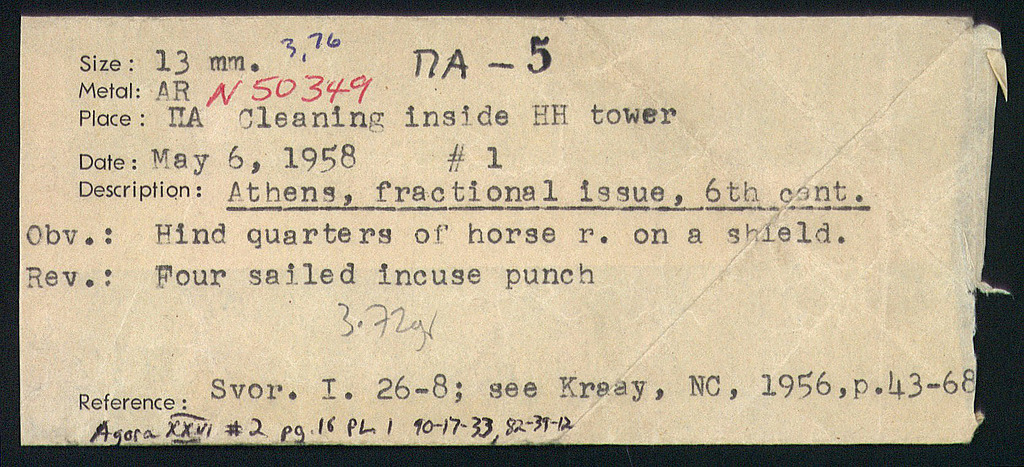 Size: 13 mm. 3,76 ΠΑ - 5
Metal: AR N 50349
Place: ΠΑ Cleaning inside HH tower
Date: May 6, 1958 # 1
Description: Athens, fractional issue, 6th cent.
Obv.: Hind quarters of horse r. on a shield.
Rev.: Four sailed incuse punch
3.72gr
Reference: Svor. I. 26-8; see Kraay, NC, 1956,p.43-68
Agora XXVI #2 pg.16 PL 1 90-17-33, 82-39-12